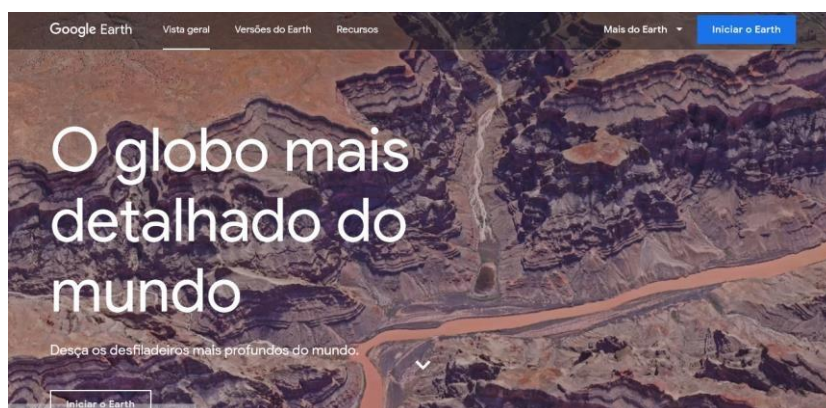 Google Earth Vista geral Versões do Earth Recursos Mais do Earth Iniciar o Earth
O globo mais
detalhado do
mundo
Desça os desfiladeiros mais profundos do mundo.
Iniciar o Earth